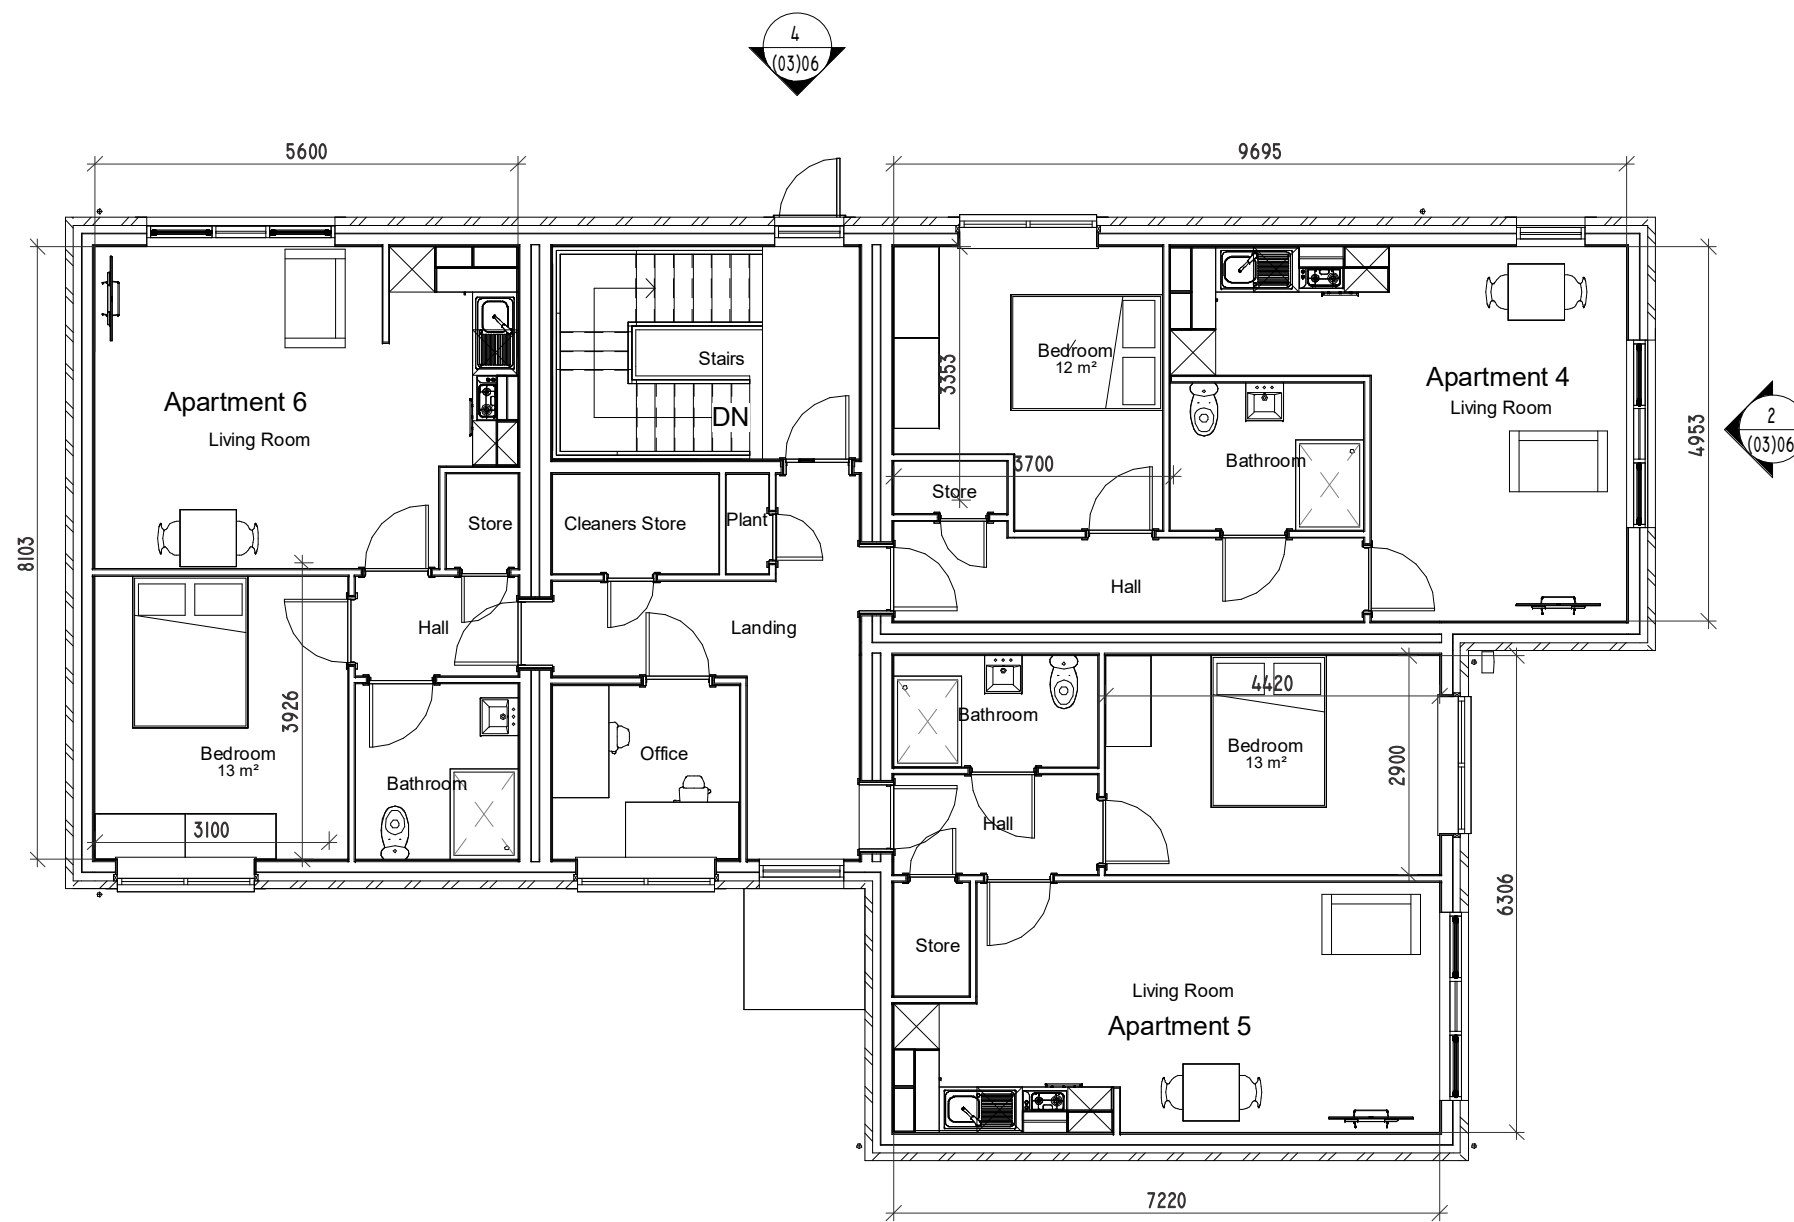 4
(03)06
5600
9695
Stairs
DN
Bedroom
12 m²
3353
Apartment 4
Living Room
Apartment 6
Living Room
2
(03)06
4953
3700
Bathroom
Store
Store
Cleaners Store
Plant
8103
Hall
Hall
Landing
4420
3926
Bathroom
Bedroom
13 m²
Office
Bedroom
13 m²
2900
Bathroom
3100
Hall
6306
Store
Living Room
Apartment 5
7220